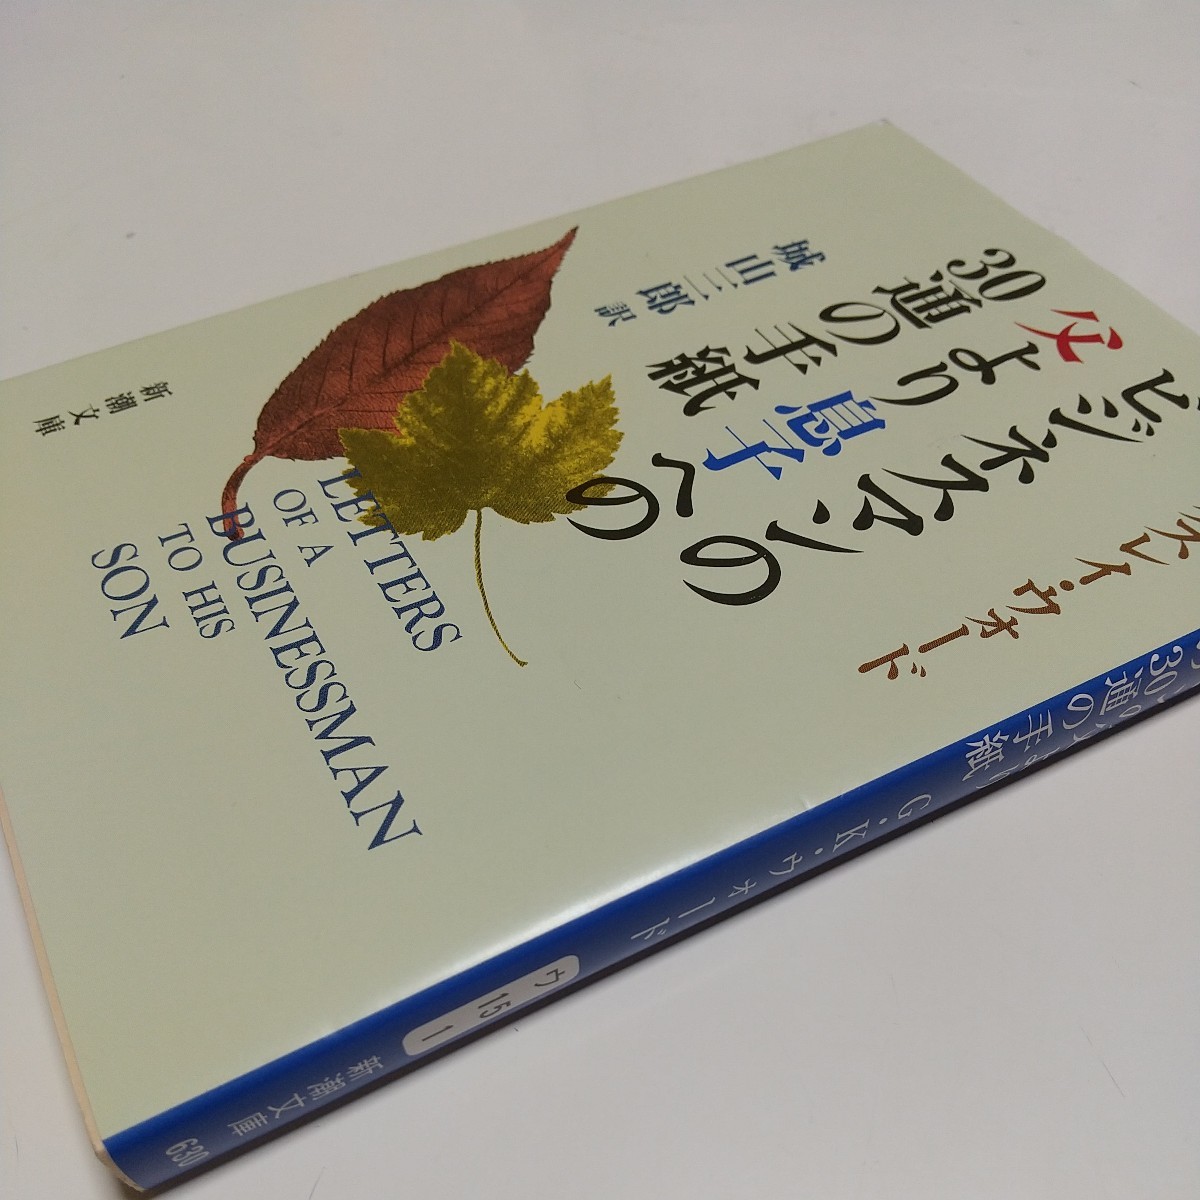 スレイ・ウォード
ビジネスマンの
父より息子への
30通の手紙
城山三郎 訳
LETTERS
OF A
BUSINESSMAN
TO HIS
SON
新潮文庫
30通の手紙 G・K・ウォード
ウ 15 1
新潮文庫
630